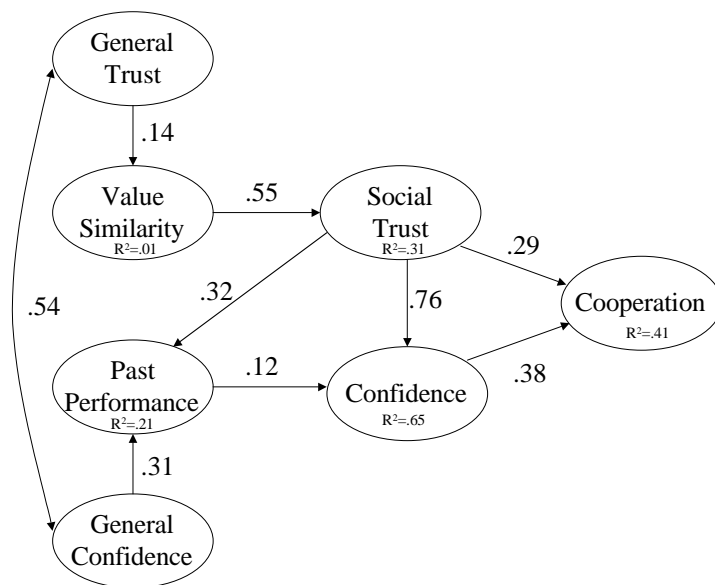 General
Trust
.14
Value
Similarity
R²=.01
.55
Social
Trust
R²=.31
.29
.32
.76
Cooperation
R²=.41
.54
Past
Performance
R²=.21
.12
Confidence
R²=.65
.38
.31
General
Confidence